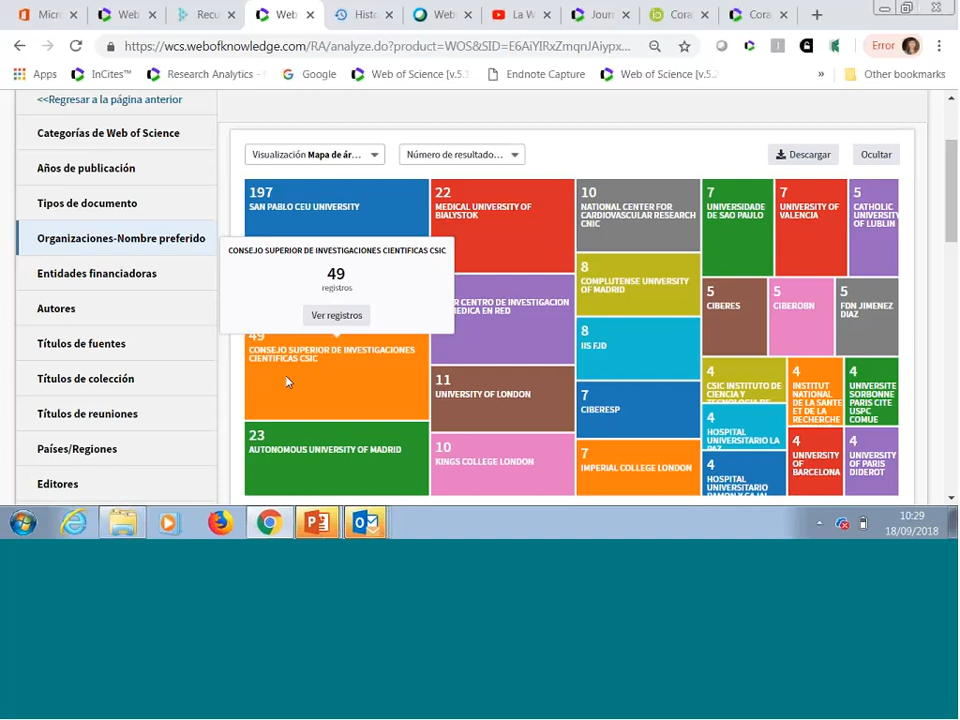 Micr
Web
Recu
Web
Histo
Web
La W
Journ
Cora
Cora
https://wcs.webofknowledge.com/RA/analyze.do?product=WOS&SID=E6AiYIRxZmqnJAiypx...
Error
Apps
InCites™
Research Analytics -
Google
Web of Science [v.5.3
Endnote Capture
Web of Science [v.5.2
»
Other bookmarks
<<Regresar a la página anterior
Categorías de Web of Science
Años de publicación
Tipos de documento
Organizaciones-Nombre preferido
Entidades financiadoras
Autores
Títulos de fuentes
Títulos de colección
Títulos de reuniones
Países/Regiones
Editores
Visualización Mapa de ár...
Número de resultado...
Descargar
Ocultar
197
SAN PABLO CEU UNIVERSITY
CONSEJO SUPERIOR DE INVESTIGACIONES CIENTIFICAS CSIC
49
registros
Ver registros
49
CONSEJO SUPERIOR DE INVESTIGACIONES
CIENTIFICAS CSIC
23
AUTONOMOUS UNIVERSITY OF MADRID
22
MEDICAL UNIVERSITY OF
BIALYSTOK
CENTRO DE INVESTIGACION
MEDICA EN RED
11
UNIVERSITY OF LONDON
10
KINGS COLLEGE LONDON
10
NATIONAL CENTER FOR
CARDIOVASCULAR RESEARCH
CNIC
8
COMPLUTENSE UNIVERSITY
OF MADRID
8
IIS FJD
7
CIBERESP
7
IMPERIAL COLLEGE LONDON
7
UNIVERSIDADE
DE SAO PAULO
7
UNIVERSITY OF
VALENCIA
5
CATHOLIC
UNIVERSITY
OF LUBLIN
5
CIBERES
5
CIBEROBN
5
FDN JIMENEZ
DIAZ
4
CSIC INSTITUTO DE
CIENCIA Y
TECNOLOGIA DE
4
HOSPITAL
UNIVERSITARIO LA
PAZ
4
HOSPITAL
UNIVERSITARIO
RAMON Y CAJAL
4
INSTITUT
NATIONAL
DE LA SANTE
ET DE LA
RECHERCHE
4
UNIVERSITE
SORBONNE
PARIS CITE
USPC
COMUE
4
UNIVERSITY
OF
BARCELONA
4
UNIVERSITY
OF PARIS
DIDEROT
10:29
18/09/2018